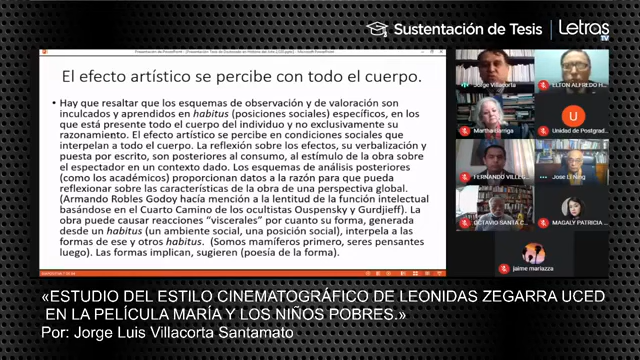 Sustentación de Tesis
Letras
TV
El efecto artístico se percibe con todo el cuerpo.
• Hay que resaltar que los esquemas de observación y de valoración son
inculcados y aprendidos en habitus (posiciones sociales) específicos, en los
que está presente todo el cuerpo del individuo y no exclusivamente su
razonamiento. El efecto artístico se percibe en condiciones sociales que
interpelan a todo el cuerpo. La reflexión sobre los efectos, su verbalización y
puesta por escrito, son posteriores al consumo, al estímulo de la obra sobre
el espectador en un contexto dado. Los esquemas de análisis posteriores
(como los académicos) proporcionan datos a la razón para que pueda
reflexionar sobre las características de la obra de una perspectiva global.
(Armando Robles Godoy hacía mención a la lentitud de la función intelectual
basándose en el Cuarto Camino de los ocultistas Ouspensky y Gurdjieff). La
obra puede causar reacciones “viscerales” por cuanto su forma, generada
desde un habitus (un ambiente social, una posición social), interpela a las
formas de ese y otros habitus. (Somos mamíferos primero, seres pensantes
luego). Las formas implican, sugieren (poesía de la forma).
Jorge Villacorta
ELTON ALFREDO H
Martha Barriga
U
Unidad de Postgrad
FERNANDO VILLEG
OCTAVIO SANTA C
MAGALY PATRICIA
jaime mariazza
«ESTUDIO DEL ESTILO CINEMATOGRÁFICO DE LEONIDAS ZEGARRA UCED
EN LA PELÍCULA MARÍA Y LOS NIÑOS POBRES.»
Por: Jorge Luis Villacorta Santamato